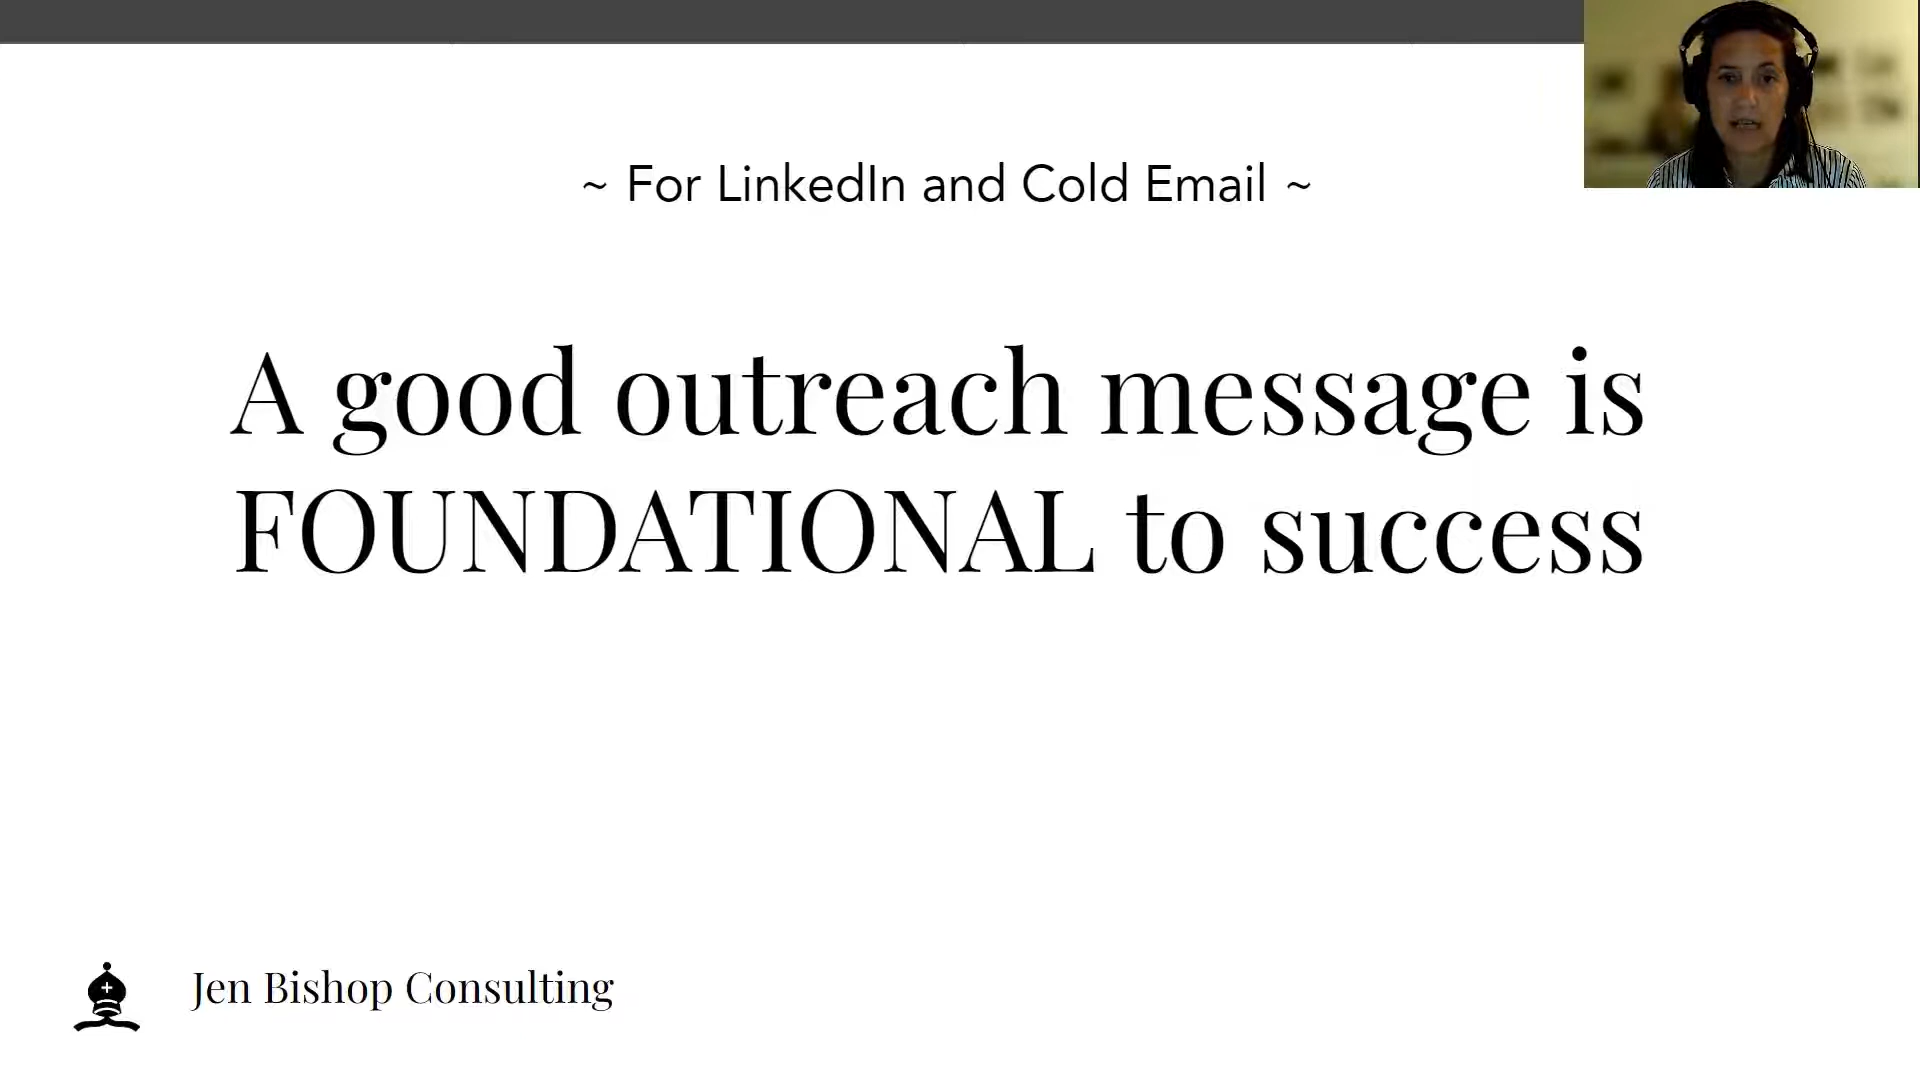 ~ For LinkedIn and Cold Email ~
A good outreach message is
FOUNDATIONAL to success
Jen Bishop Consulting